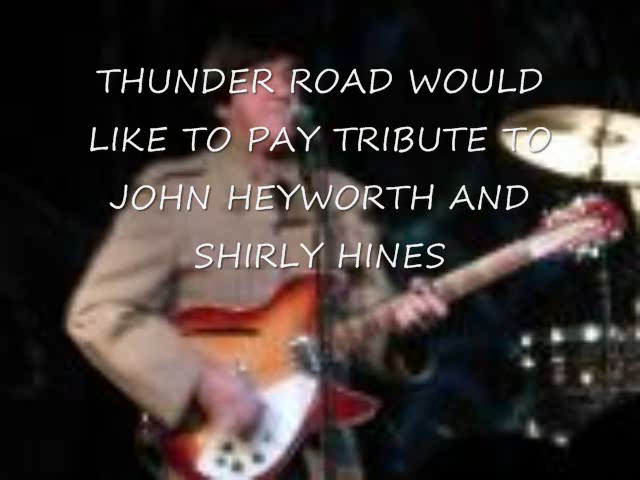 THUNDER ROAD WOULD
LIKE TO PAY TRIBUTE TO
JOHN HEYWORTH AND
SHIRLY HINES